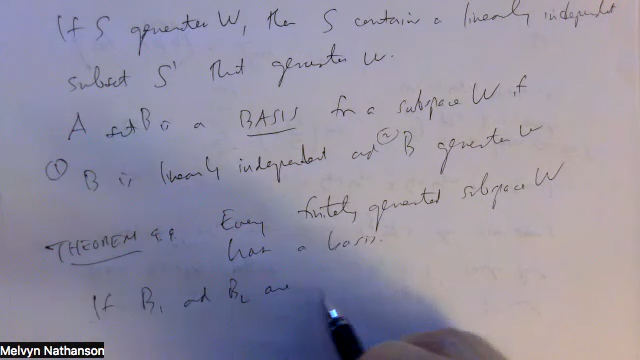 If S generates W, then S contains a linearly independent
subset S' that generates W.
A set B is a BASIS for a subspace W if
① B is linearly independent and ② B generates W
THEOREM Every finitely generated subspace W
has a basis.
If B₁ and B₂ are
Melvyn Nathanson